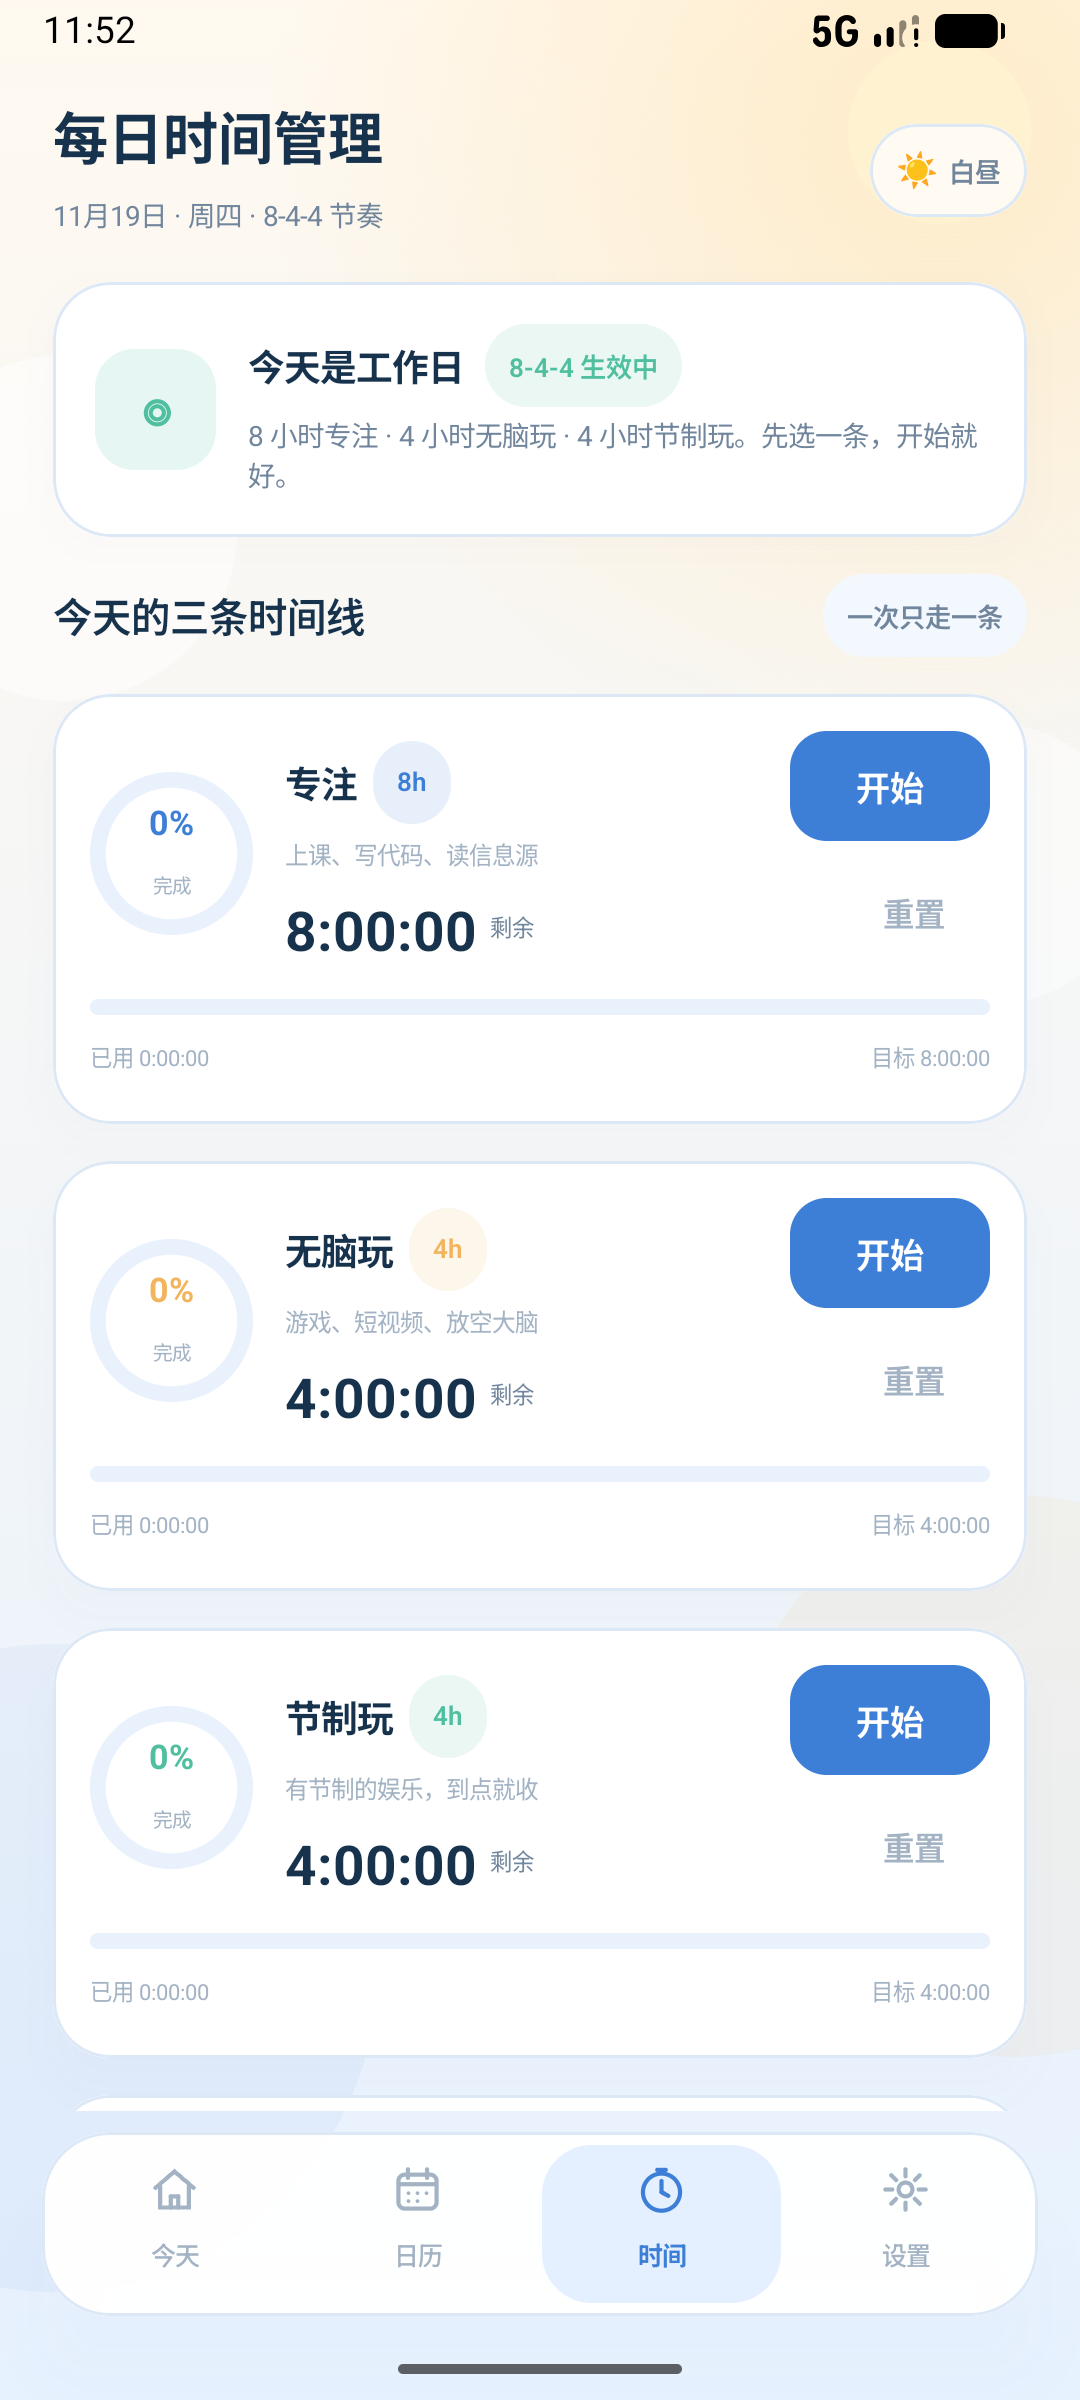 11:52
5G
每日时间管理
11月19日 · 周四 · 8-4-4 节奏
☀️ 白昼
今天是工作日
8-4-4 生效中
8 小时专注 · 4 小时无脑玩 · 4 小时节制玩。先选一条，开始就
好。
今天的三条时间线
一次只走一条
专注
8h
开始
0%
完成
上课、写代码、读信息源
8:00:00 剩余
重置
已用 0:00:00
目标 8:00:00
无脑玩
4h
开始
0%
完成
游戏、短视频、放空大脑
4:00:00 剩余
重置
已用 0:00:00
目标 4:00:00
节制玩
4h
开始
0%
完成
有节制的娱乐，到点就收
4:00:00 剩余
重置
已用 0:00:00
目标 4:00:00
今天
日历
时间
设置